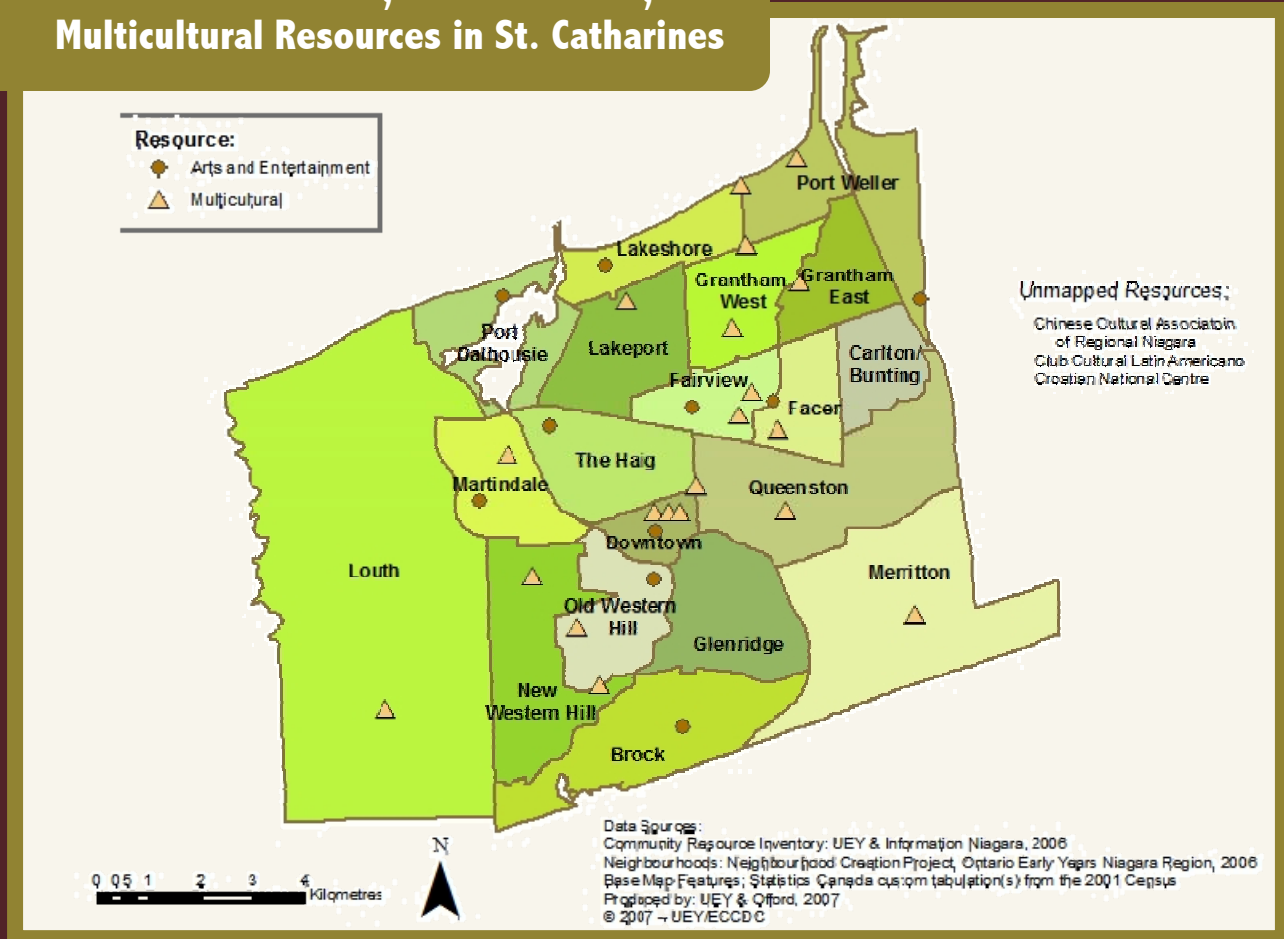 Multicultural Resources in St. Catharines
Resource:
Arts and Entertainment
Multicultural
Port Weller
Lakeshore
Grantham
West
Grantham
East
Port
Dalhousie
Lakeport
Carlton/
Bunting
Fairview
Facer
The Haig
Martindale
Queenston
Downtown
Louth
Merritton
Old Western
Hill
Glenridge
New
Western Hill
Brock
Unmapped Resources:
Chinese Cultural Associatoin
of Regional Niagara
Club Cultural Latin Americano
Croatian National Centre
N
0 0.5 1 2 3 4
Kilometres
Data Sources:
Community Resource Inventory: UEY & Information Niagara, 2006
Neighbourhoods: Neighbourhood Creation Project, Ontario Early Years Niagara Region, 2006
Base Map Features; Statistics Canada custom tabulation(s) from the 2001 Census
Produced by: UEY & Offord, 2007
© 2007 – UEY/ECCDC